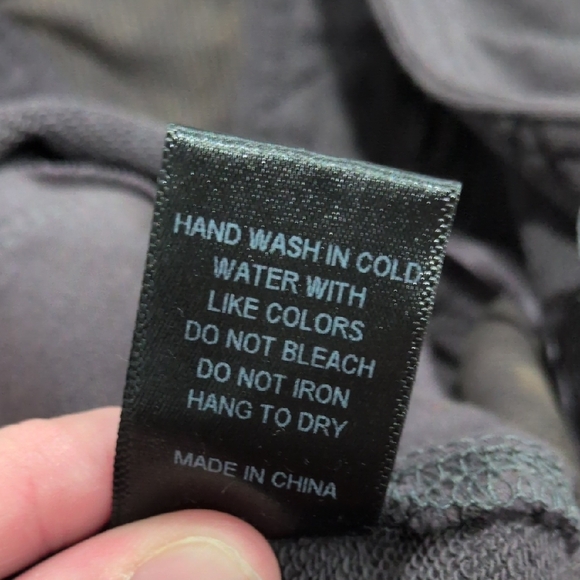 HAND WASH IN COLD
WATER WITH
LIKE COLORS
DO NOT BLEACH
DO NOT IRON
HANG TO DRY
MADE IN CHINA